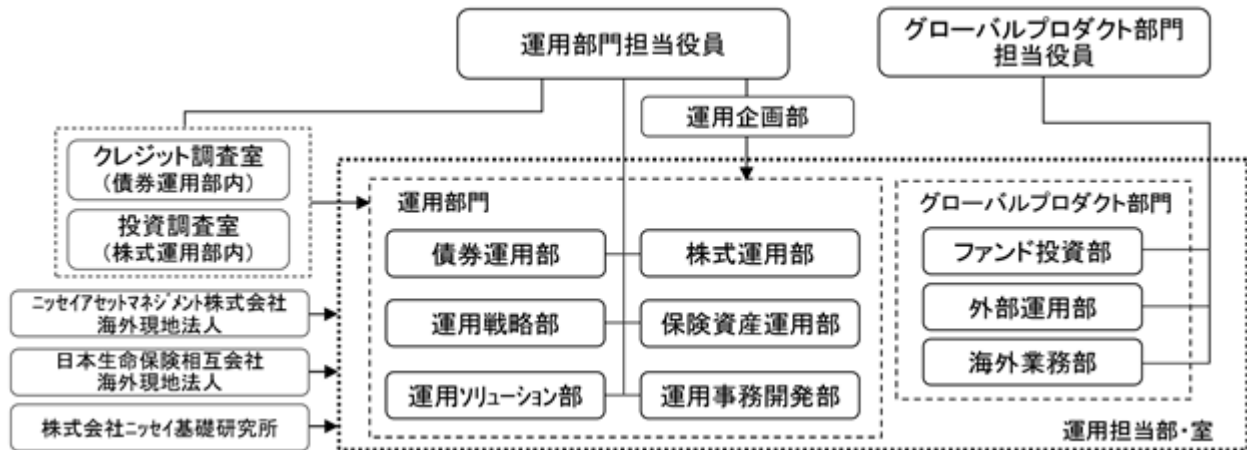 運用部門担当役員
グローバルプロダクト部門
担当役員
運用企画部
クレジット調査室
（債券運用部内）
投資調査室
（株式運用部内）
運用部門
債券運用部
株式運用部
運用戦略部
保険資産運用部
運用ソリューション部
運用事務開発部
グローバルプロダクト部門
ファンド投資部
外部運用部
海外業務部
ニッセイアセットマネジメント株式会社
海外現地法人
日本生命保険相互会社
海外現地法人
株式会社ニッセイ基礎研究所
運用担当部・室